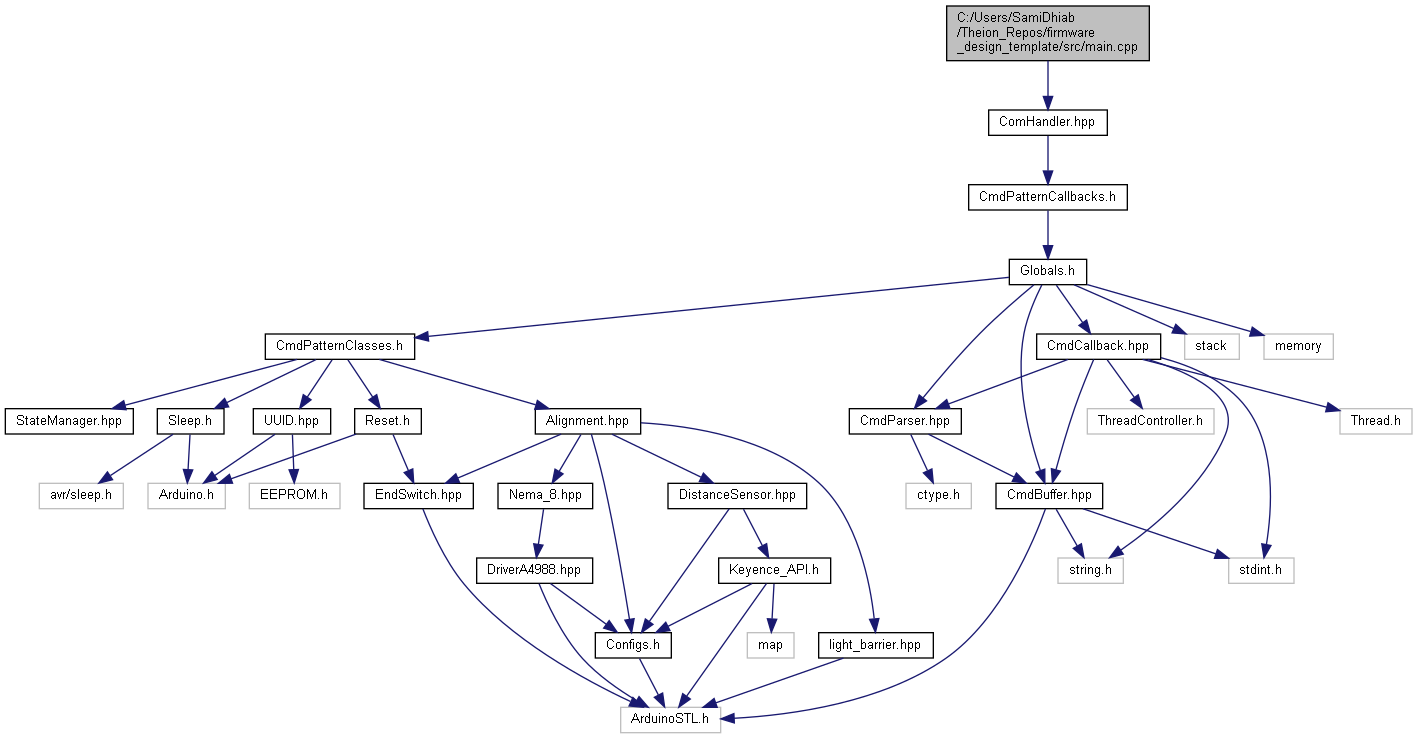 C:/Users/SamiDhiab
/Theion_Repos/firmware
_design_template/src/main.cpp
ComHandler.hpp
CmdPatternCallbacks.h
Globals.h
CmdPatternClasses.h
CmdCallback.hpp
stack
memory
StateManager.hpp
Sleep.h
UUID.hpp
Reset.h
Alignment.hpp
CmdParser.hpp
ThreadController.h
Thread.h
avr/sleep.h
Arduino.h
EEPROM.h
EndSwitch.hpp
Nema_8.hpp
DistanceSensor.hpp
ctype.h
CmdBuffer.hpp
DriverA4988.hpp
Keyence_API.h
string.h
stdint.h
Configs.h
map
light_barrier.hpp
ArduinoSTL.h